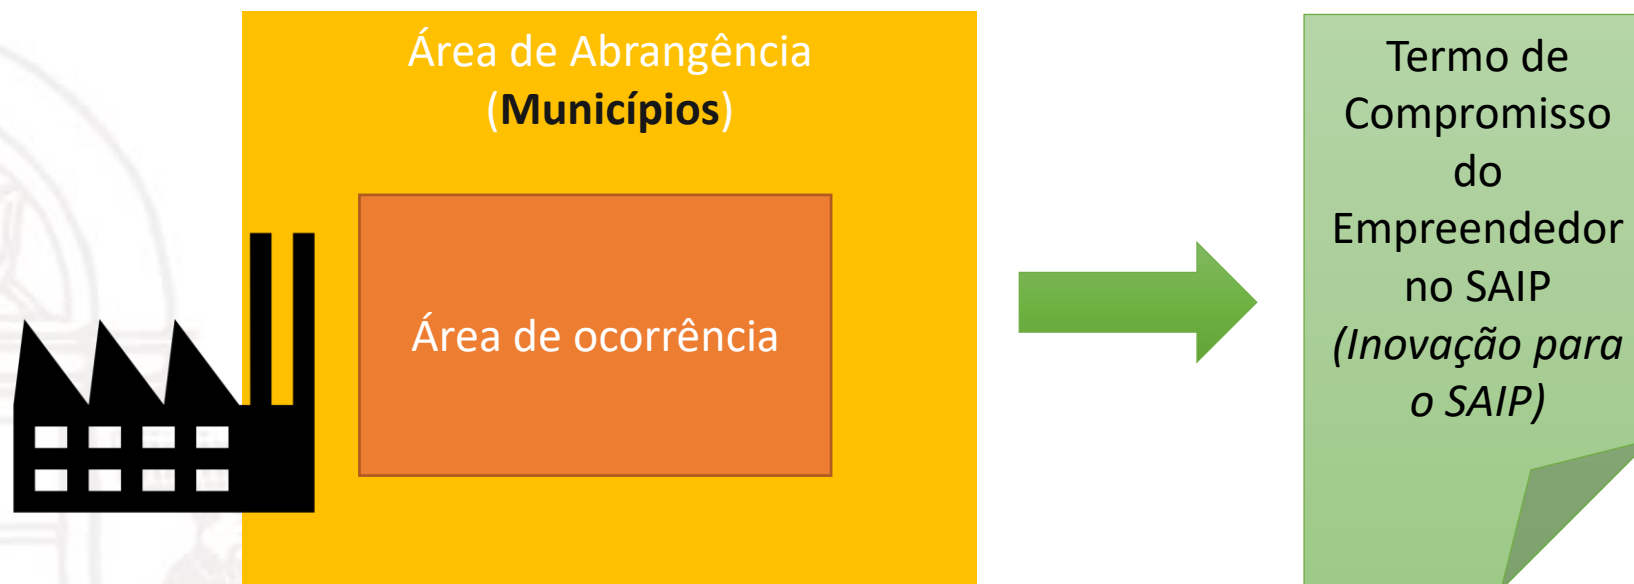 Área de Abrangência
(Municípios)
Área de ocorrência
Termo de
Compromisso
do
Empreendedor
no SAIP
(Inovação para
o SAIP)